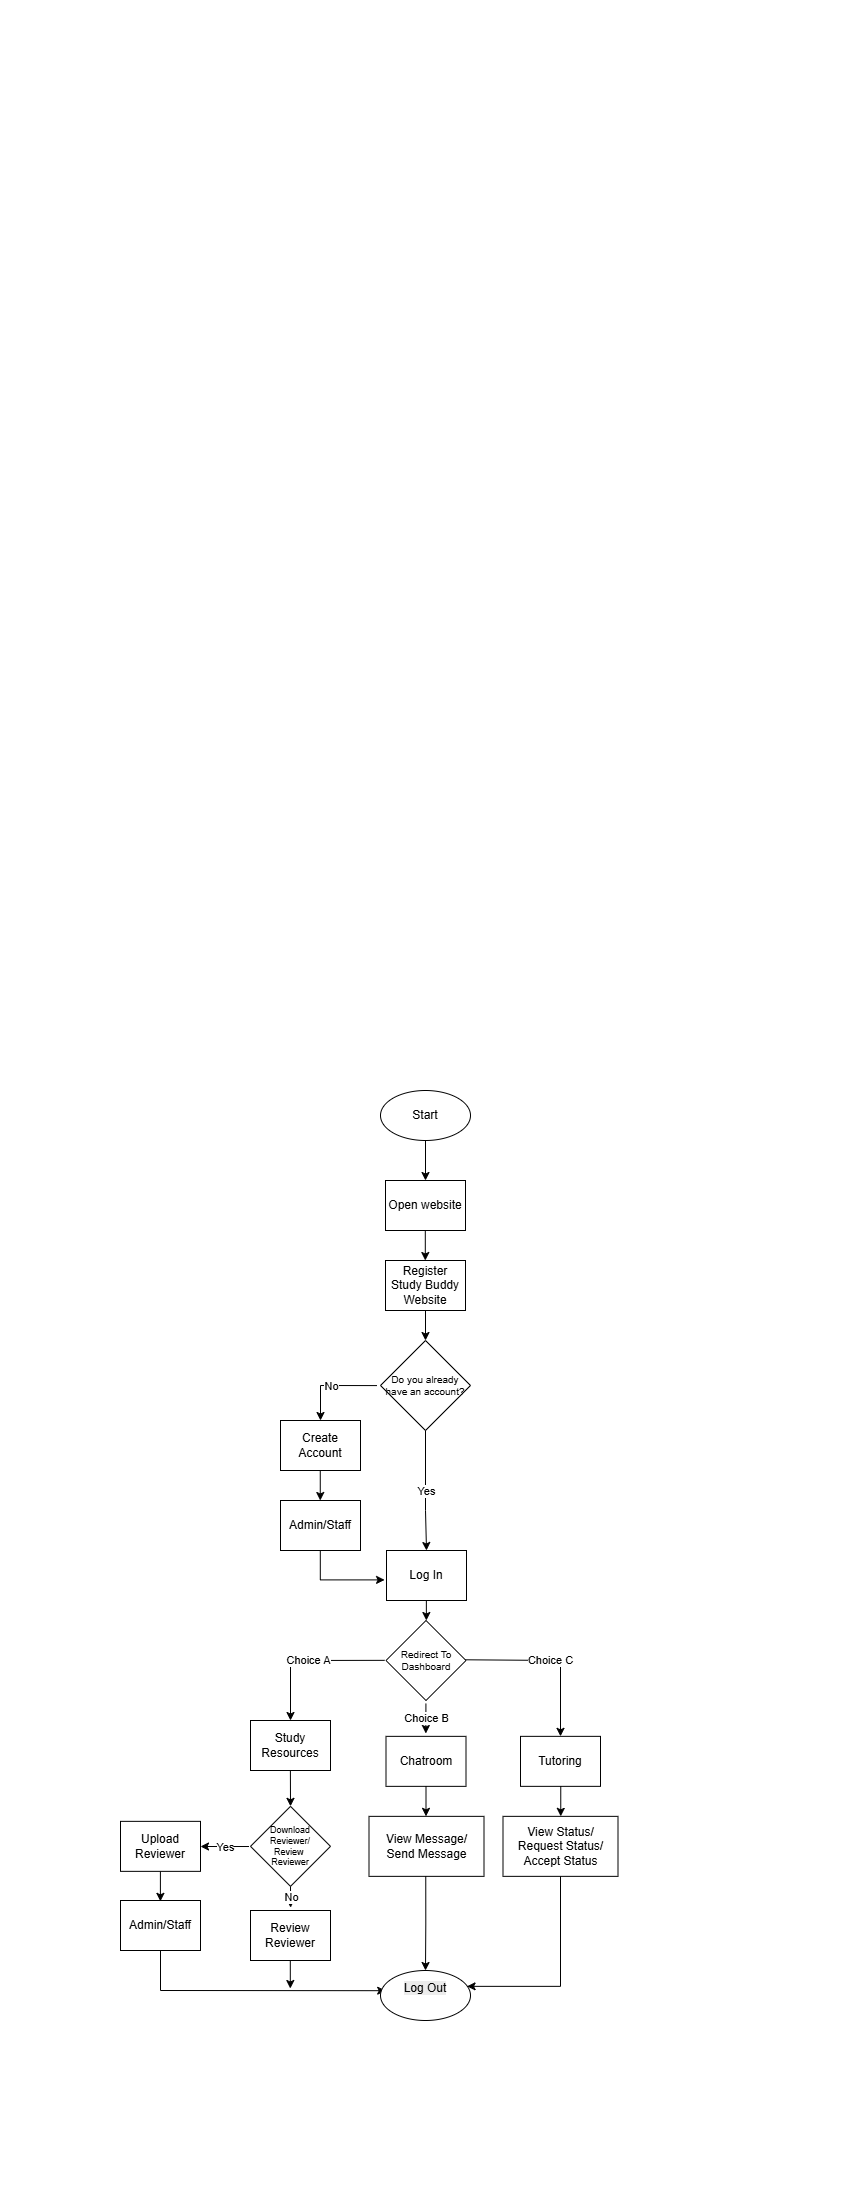 Start
Open website
Register
Study Buddy
Website
Do you already
have an account?
No
Create
Account
Yes
Admin/Staff
Log In
Redirect To
Dashboard
Choice A
Choice C
Choice B
Study
Resources
Chatroom
Tutoring
Download
Reviewer/
Review
Reviewer
Yes
Upload
Reviewer
View Message/
Send Message
View Status/
Request Status/
Accept Status
No
Admin/Staff
Review
Reviewer
Log Out